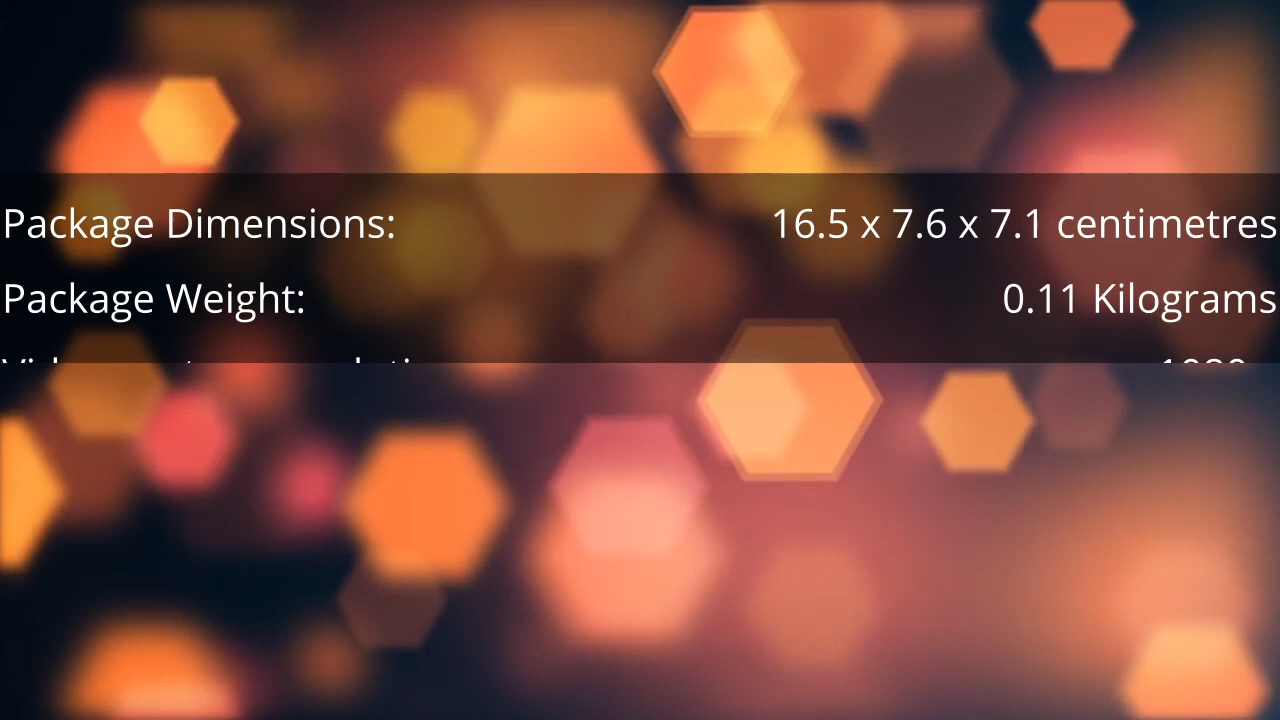 Package Dimensions: 16.5 x 7.6 x 7.1 centimetres
Package Weight: 0.11 Kilograms